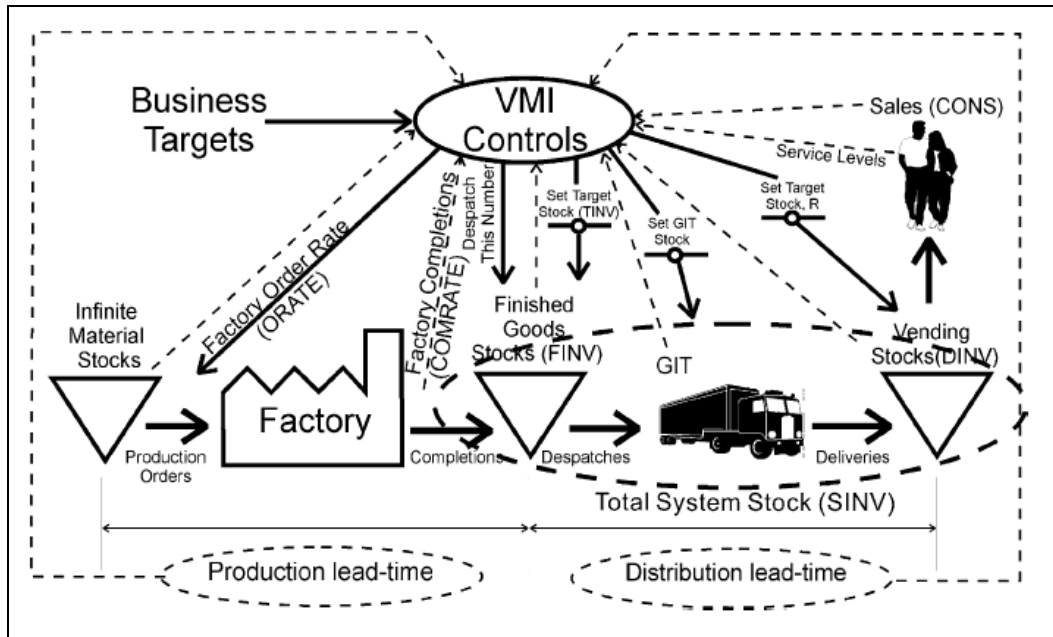 Business
Targets
VMI
Controls
Sales (CONS)
Service Levels
Factory Order Rate
(ORATE)
Factory Completions
(COMRATE)
Despatch
This Number
Set Target
Stock (TINV)
Set GIT
Stock
Set Target
Stock, R
Infinite
Material
Stocks
Finished
Goods
Stocks (FINV)
GIT
Vending
Stocks(DINV)
Factory
Production
Orders
Completions
Despatches
Deliveries
Total System Stock (SINV)
Production lead-time
Distribution lead-time